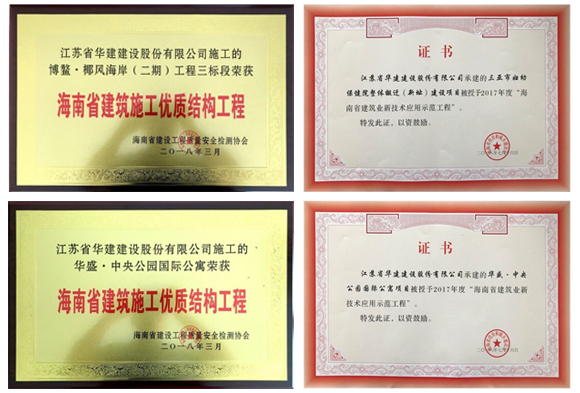 江苏省华建建设股份有限公司施工的
博鳌·椰风海岸（二期）工程三标段荣获
海南省建筑施工优质结构工程
海南省建设工程质量安全检测协会
二〇一八年三月
证书
江苏省华建建设股份有限公司承建的三亚市妇幼
保健院整体搬迁（新址）建设项目被授予2017年度“海
南省建筑业新技术应用示范工程”。
特发此证，以资鼓励。
江苏省华建建设股份有限公司施工的
华盛·中央公园国际公寓荣获
海南省建筑施工优质结构工程
海南省建设工程质量安全检测协会
二〇一八年三月
证书
江苏省华建建设股份有限公司承建的华盛·中央
公园国际公寓项目被授予2017年度“海南省建筑业新
技术应用示范工程”。
特发此证，以资鼓励。